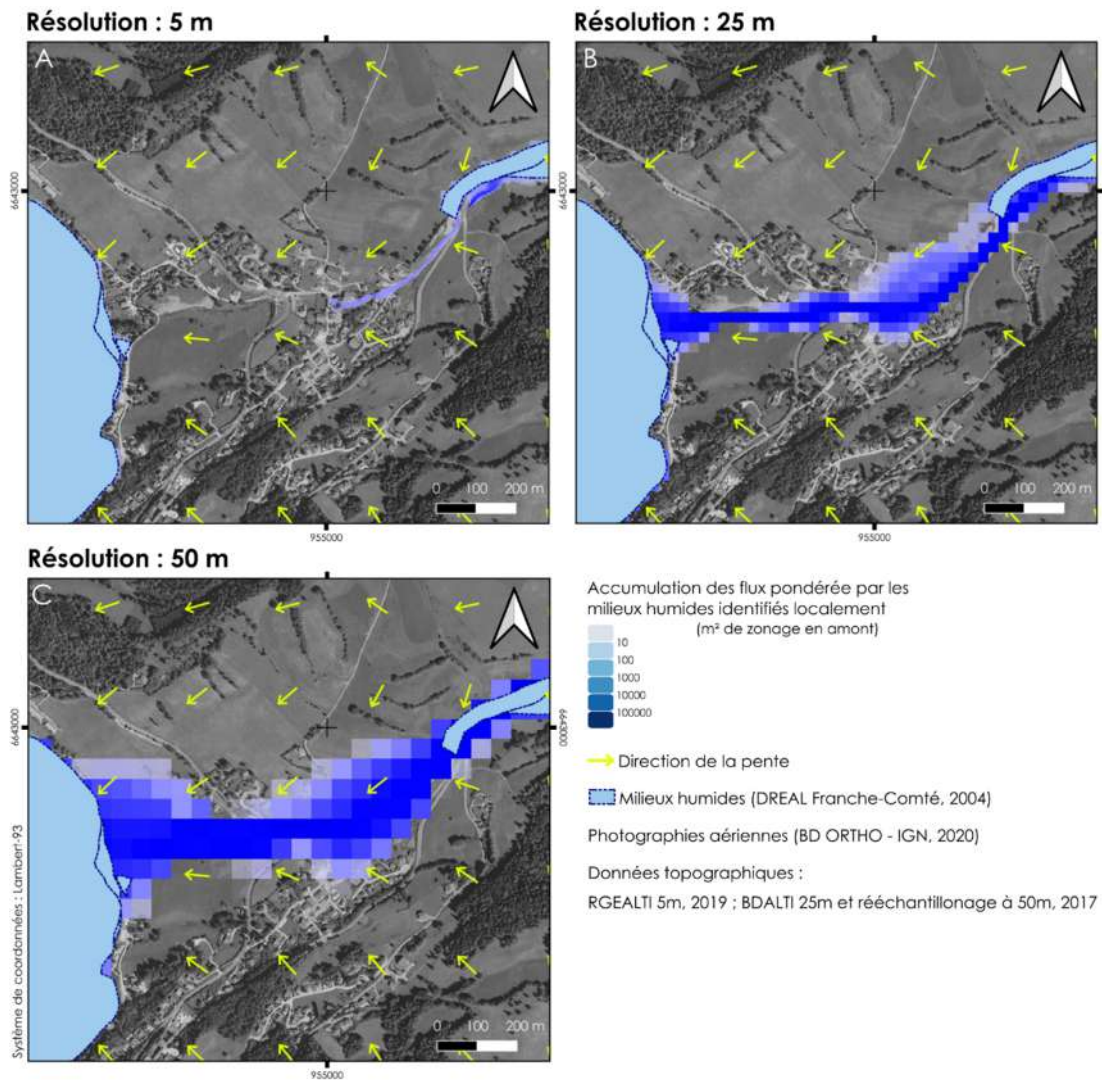 Résolution : 5 m
Résolution : 25 m
A
B
6643000
6643000
0 100 200 m
0 100 200 m
955000
955000
Résolution : 50 m
C
6643000
6643000
Système de coordonnées : Lambert-93
0 100 200 m
955000
Accumulation des flux pondérée par les
milieux humides identifiés localement
(m² de zonage en amont)
10
100
1000
10000
100000
Direction de la pente
Milieux humides (DREAL Franche-Comté, 2004)
Photographies aériennes (BD ORTHO - IGN, 2020)
Données topographiques :
RGEALTI 5m, 2019 ; BDALTI 25m et rééchantillonage à 50m, 2017